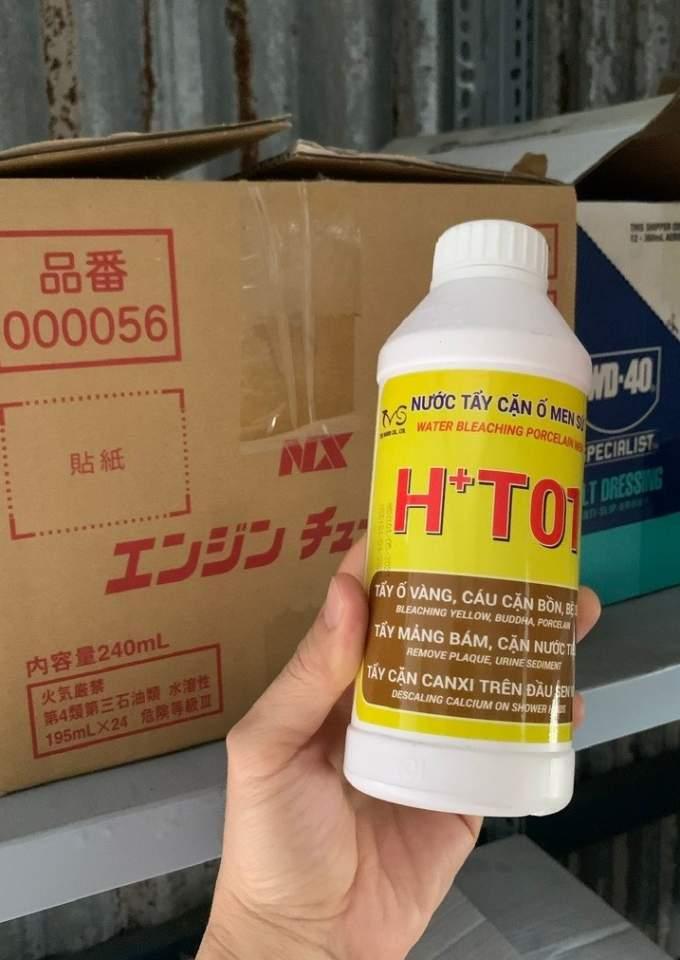 品番
000056
貼紙
NX
エンジン チュ
内容量240mL
火気厳禁
第4類第三石油類 水溶性
195mL×24 危険等級Ⅲ
TVS
NƯỚC TẨY CẶN Ố MEN SỨ
WATER BLEACHING PORCELAIN
H+T01
TẨY Ố VÀNG, CÁU CẶN BỒN, BỆ
BLEACHING YELLOW, BUDDHA, PORCELAIN
TẨY MẢNG BÁM, CẶN NƯỚC
REMOVE PLAQUE, URINE SEDIMENT
TẨY CẶN CANXI TRÊN ĐẦU SEN
DESCALING CALCIUM ON SHOWER
THIS SHIPPER
WD-40
SPECIALIST
LT DRESSING